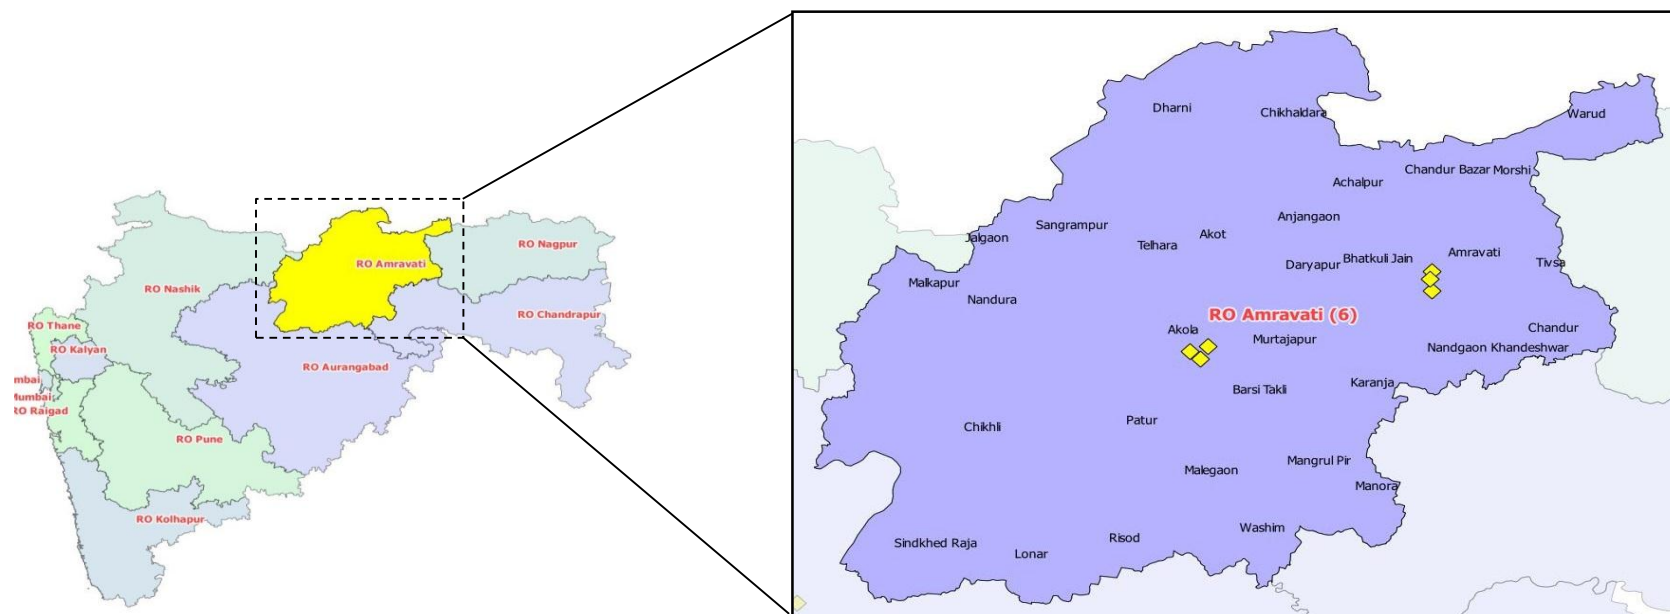 RO Nagpur
RO Amravati
RO Nashik
RO Chandrapur
RO Thane
RO Kalyan
RO Aurangabad
mbai
Mumbai
RO Raigad
RO Pune
RO Kolhapur
Dharni
Chikhaldara
Warud
Chandur Bazar
Morshi
Achalpur
Anjangaon
Sangrampur
Akot
Jalgaon
Telhara
Amravati
Bhatkuli Jain
Tivsa
Daryapur
Malkapur
Nandura
RO Amravati (6)
Akola
Chandur
Murtajapur
Nandgaon Khandeshwar
Karanja
Barsi Takli
Patur
Chikhli
Mangrul Pir
Malegaon
Manora
Washim
Risod
Sindkhed Raja
Lonar